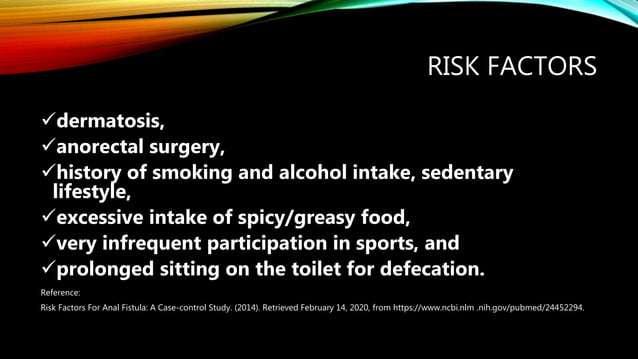 RISK FACTORS
✓dermatosis,
✓anorectal surgery,
✓history of smoking and alcohol intake, sedentary
lifestyle,
✓excessive intake of spicy/greasy food,
✓very infrequent participation in sports, and
✓prolonged sitting on the toilet for defecation.
Reference:
Risk Factors For Anal Fistula: A Case-control Study. (2014). Retrieved February 14, 2020, from https://www.ncbi.nlm .nih.gov/pubmed/24452294.